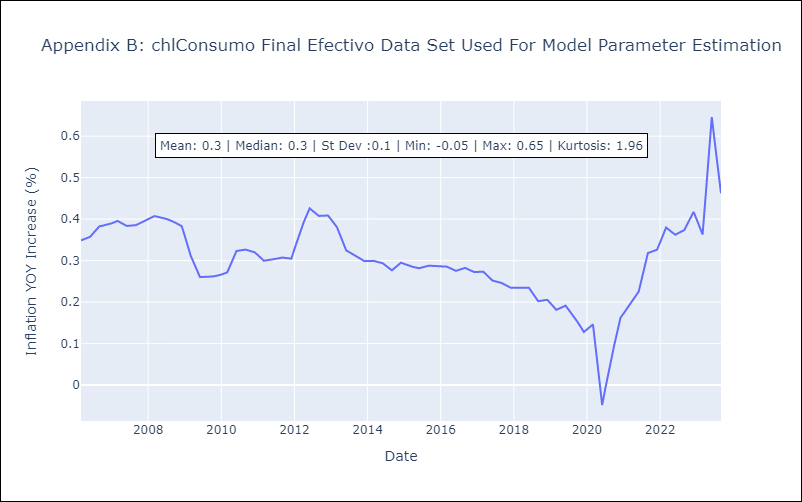 Appendix B: chlConsumo Final Efectivo Data Set Used For Model Parameter Estimation
Mean: 0.3 | Median: 0.3 | St Dev :0.1 | Min: -0.05 | Max: 0.65 | Kurtosis: 1.96
Inflation YOY Increase (%)
0.6
0.5
0.4
0.3
0.2
0.1
0
2008 2010 2012 2014 2016 2018 2020 2022
Date